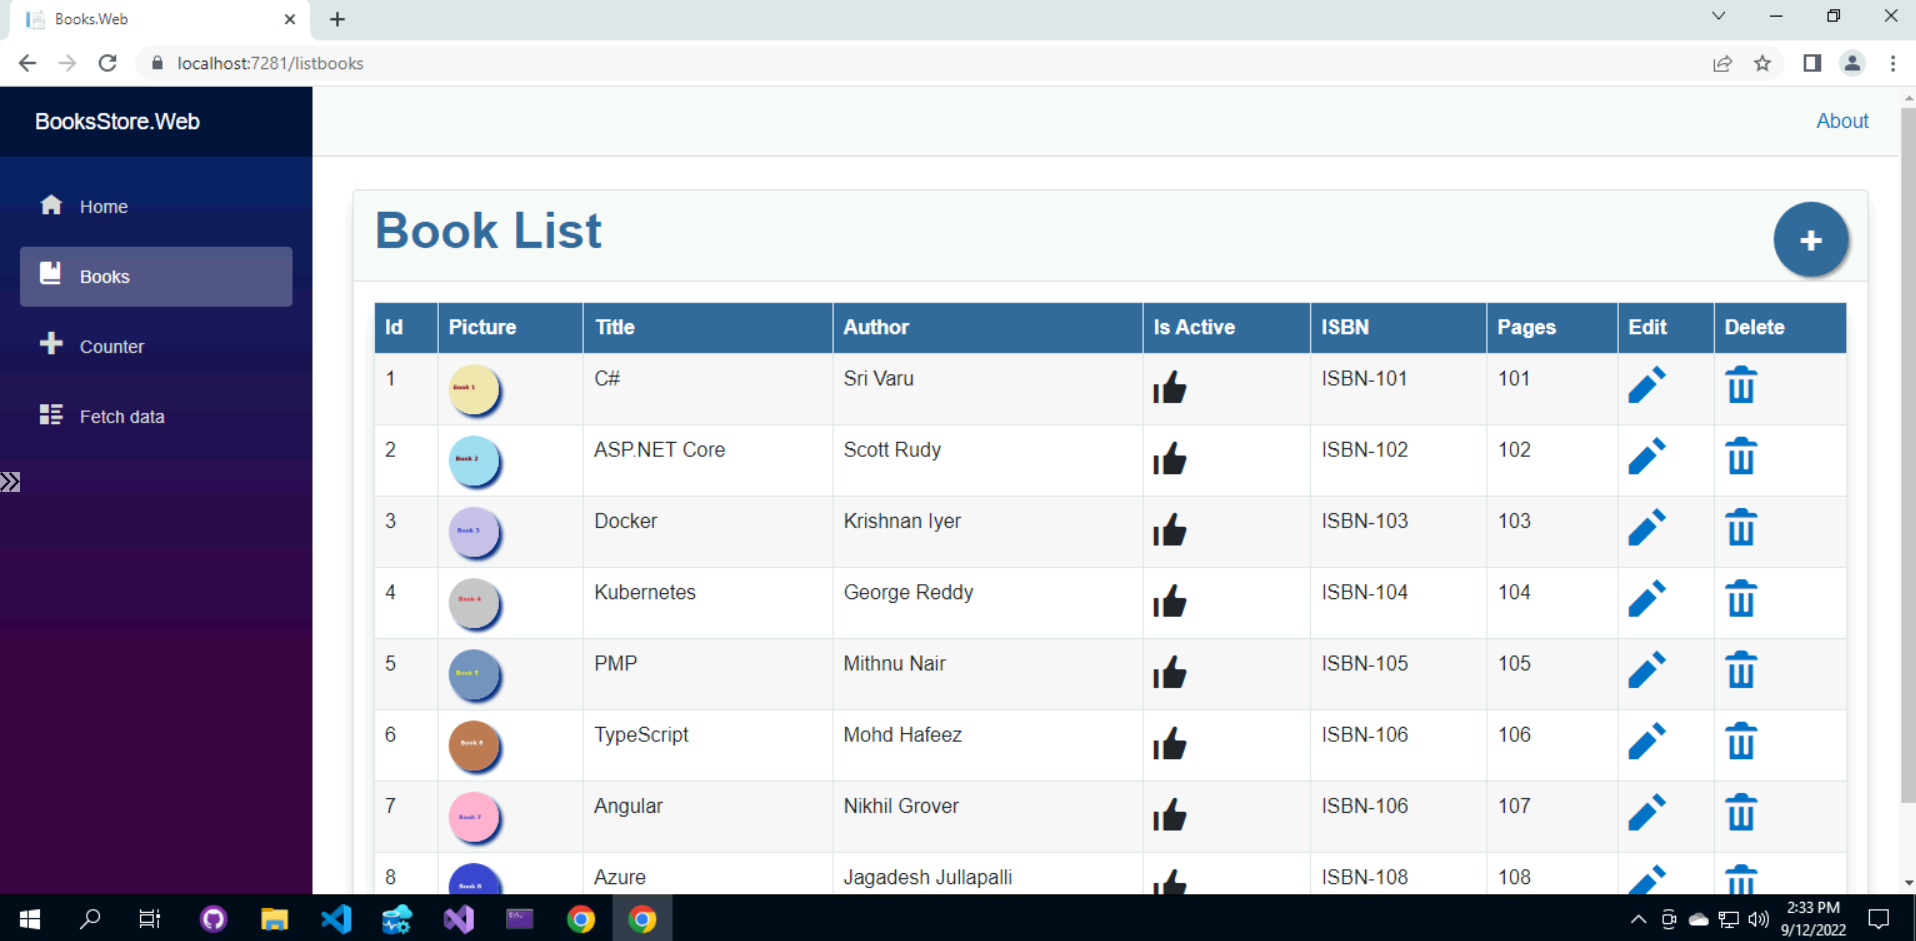 Books.Web
localhost:7281/listbooks
BooksStore.Web
About
Home
Books
Counter
Fetch data
Book List
Id Picture Title Author Is Active ISBN Pages Edit Delete
1 Book 1 C# Sri Varu ISBN-101 101
2 Book 2 ASP.NET Core Scott Rudy ISBN-102 102
3 Book 3 Docker Krishnan Iyer ISBN-103 103
4 Book 4 Kubernetes George Reddy ISBN-104 104
5 Book 5 PMP Mithnu Nair ISBN-105 105
6 Book 6 TypeScript Mohd Hafeez ISBN-106 106
7 Book 7 Angular Nikhil Grover ISBN-106 107
8 Book 8 Azure Jagadesh Jullapalli ISBN-108 108
2:33 PM
9/12/2022